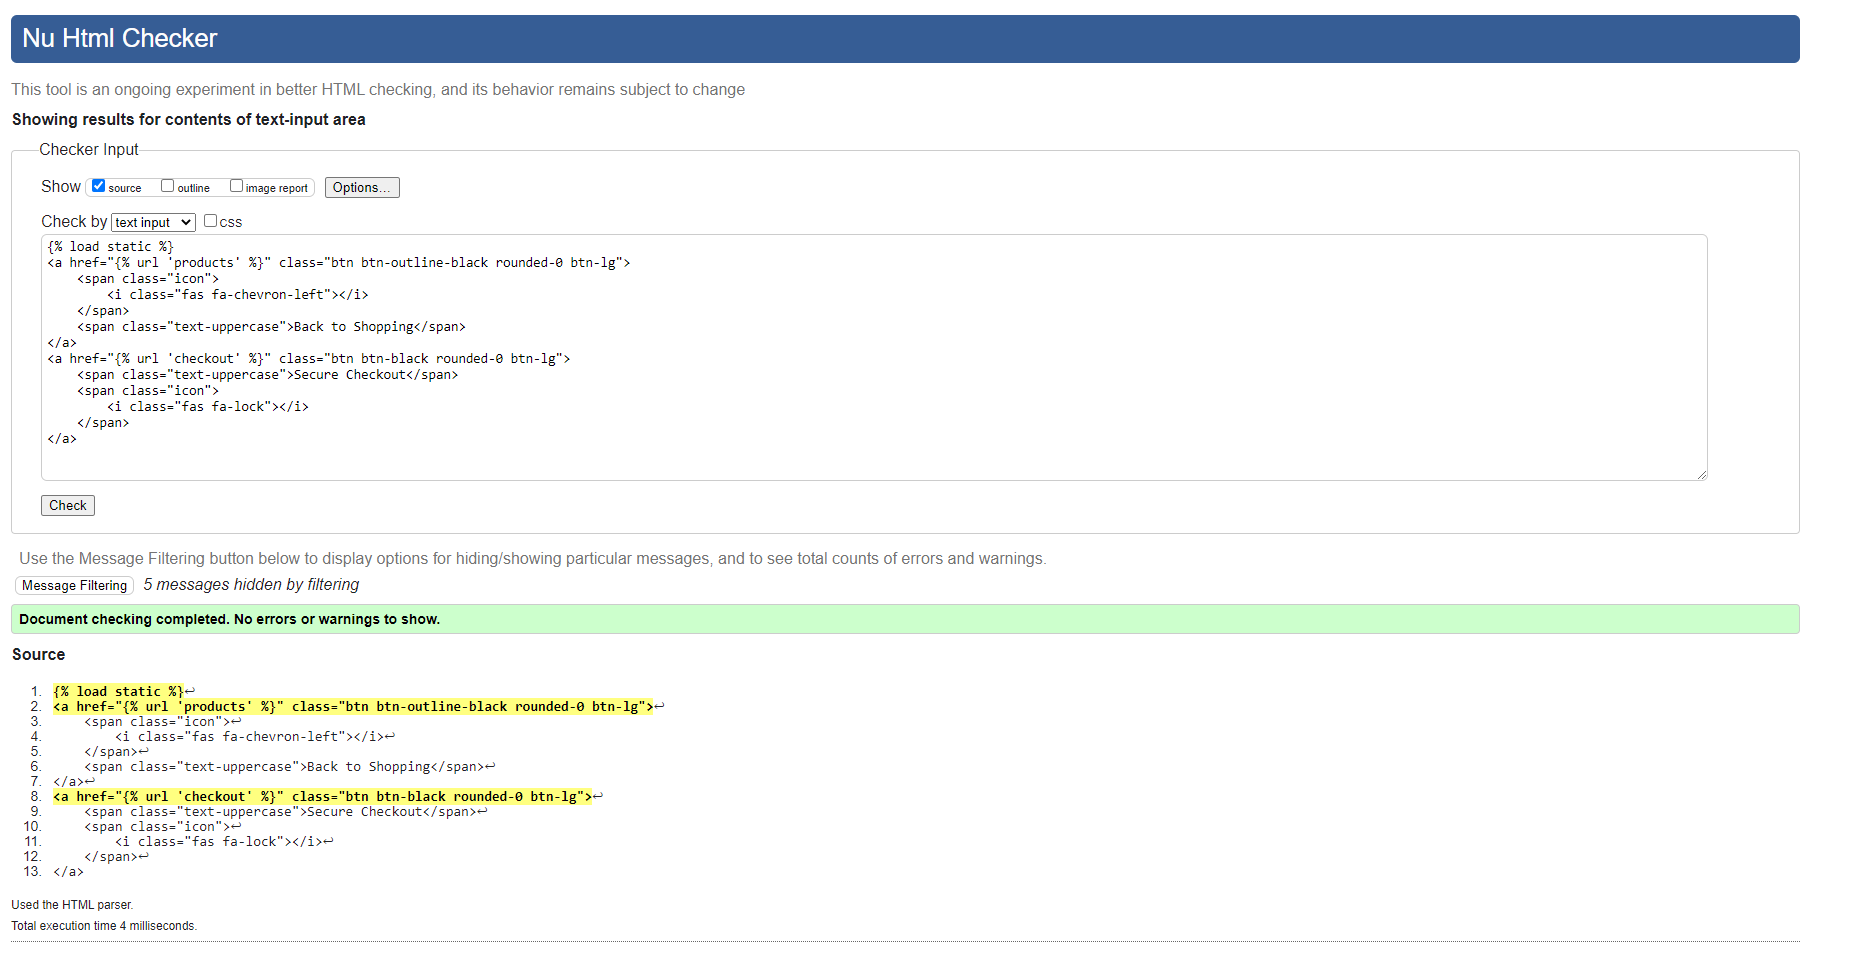 Nu Html Checker
This tool is an ongoing experiment in better HTML checking, and its behavior remains subject to change
Showing results for contents of text-input area
Checker Input
Show source outline image report Options...
Check by text input css
{% load static %}
<a href="{% url 'products' %}" class="btn btn-outline-black rounded-0 btn-lg">
    <span class="icon">
        <i class="fas fa-chevron-left"></i>
    </span>
    <span class="text-uppercase">Back to Shopping</span>
</a>
<a href="{% url 'checkout' %}" class="btn btn-black rounded-0 btn-lg">
    <span class="text-uppercase">Secure Checkout</span>
    <span class="icon">
        <i class="fas fa-lock"></i>
    </span>
</a>
Check
Use the Message Filtering button below to display options for hiding/showing particular messages, and to see total counts of errors and warnings.
Message Filtering 5 messages hidden by filtering
Document checking completed. No errors or warnings to show.
Source
1. {% load static %}↩
2. <a href="{% url 'products' %}" class="btn btn-outline-black rounded-0 btn-lg">↩
3.     <span class="icon">↩
4.         <i class="fas fa-chevron-left"></i>↩
5.     </span>↩
6.     <span class="text-uppercase">Back to Shopping</span>↩
7. </a>↩
8. <a href="{% url 'checkout' %}" class="btn btn-black rounded-0 btn-lg">↩
9.     <span class="text-uppercase">Secure Checkout</span>↩
10.     <span class="icon">↩
11.         <i class="fas fa-lock"></i>↩
12.     </span>↩
13. </a>
Used the HTML parser.
Total execution time 4 milliseconds.